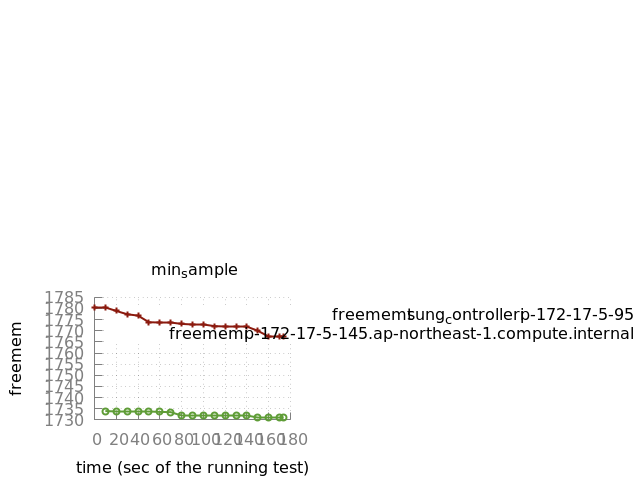 min_sample
1785
1780
1775
1770
1765
1760
1755
1750
1745
1740
1735
1730
freemem
freemem
freememp-172-17-5-145.ap-northeast-1.compute.internal
0 20 40 60 80 100 120 140 160 180
time (sec of the running test)